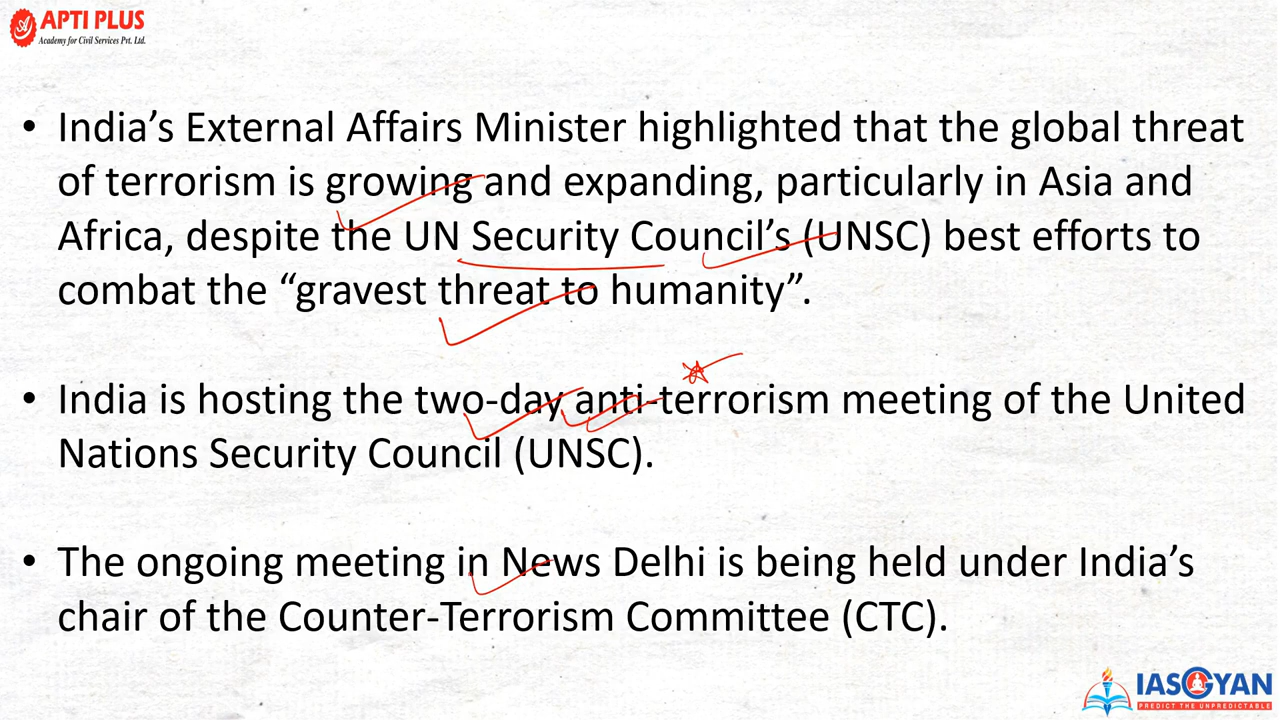 APTI PLUS
Academy for Civil Services Pvt. Ltd.
• India’s External Affairs Minister highlighted that the global threat
of terrorism is growing and expanding, particularly in Asia and
Africa, despite the UN Security Council’s (UNSC) best efforts to
combat the “gravest threat to humanity”.
• India is hosting the two-day anti-terrorism meeting of the United
Nations Security Council (UNSC).
• The ongoing meeting in News Delhi is being held under India’s
chair of the Counter-Terrorism Committee (CTC).
IASGYAN
PREDICT THE UNPREDICTABLE